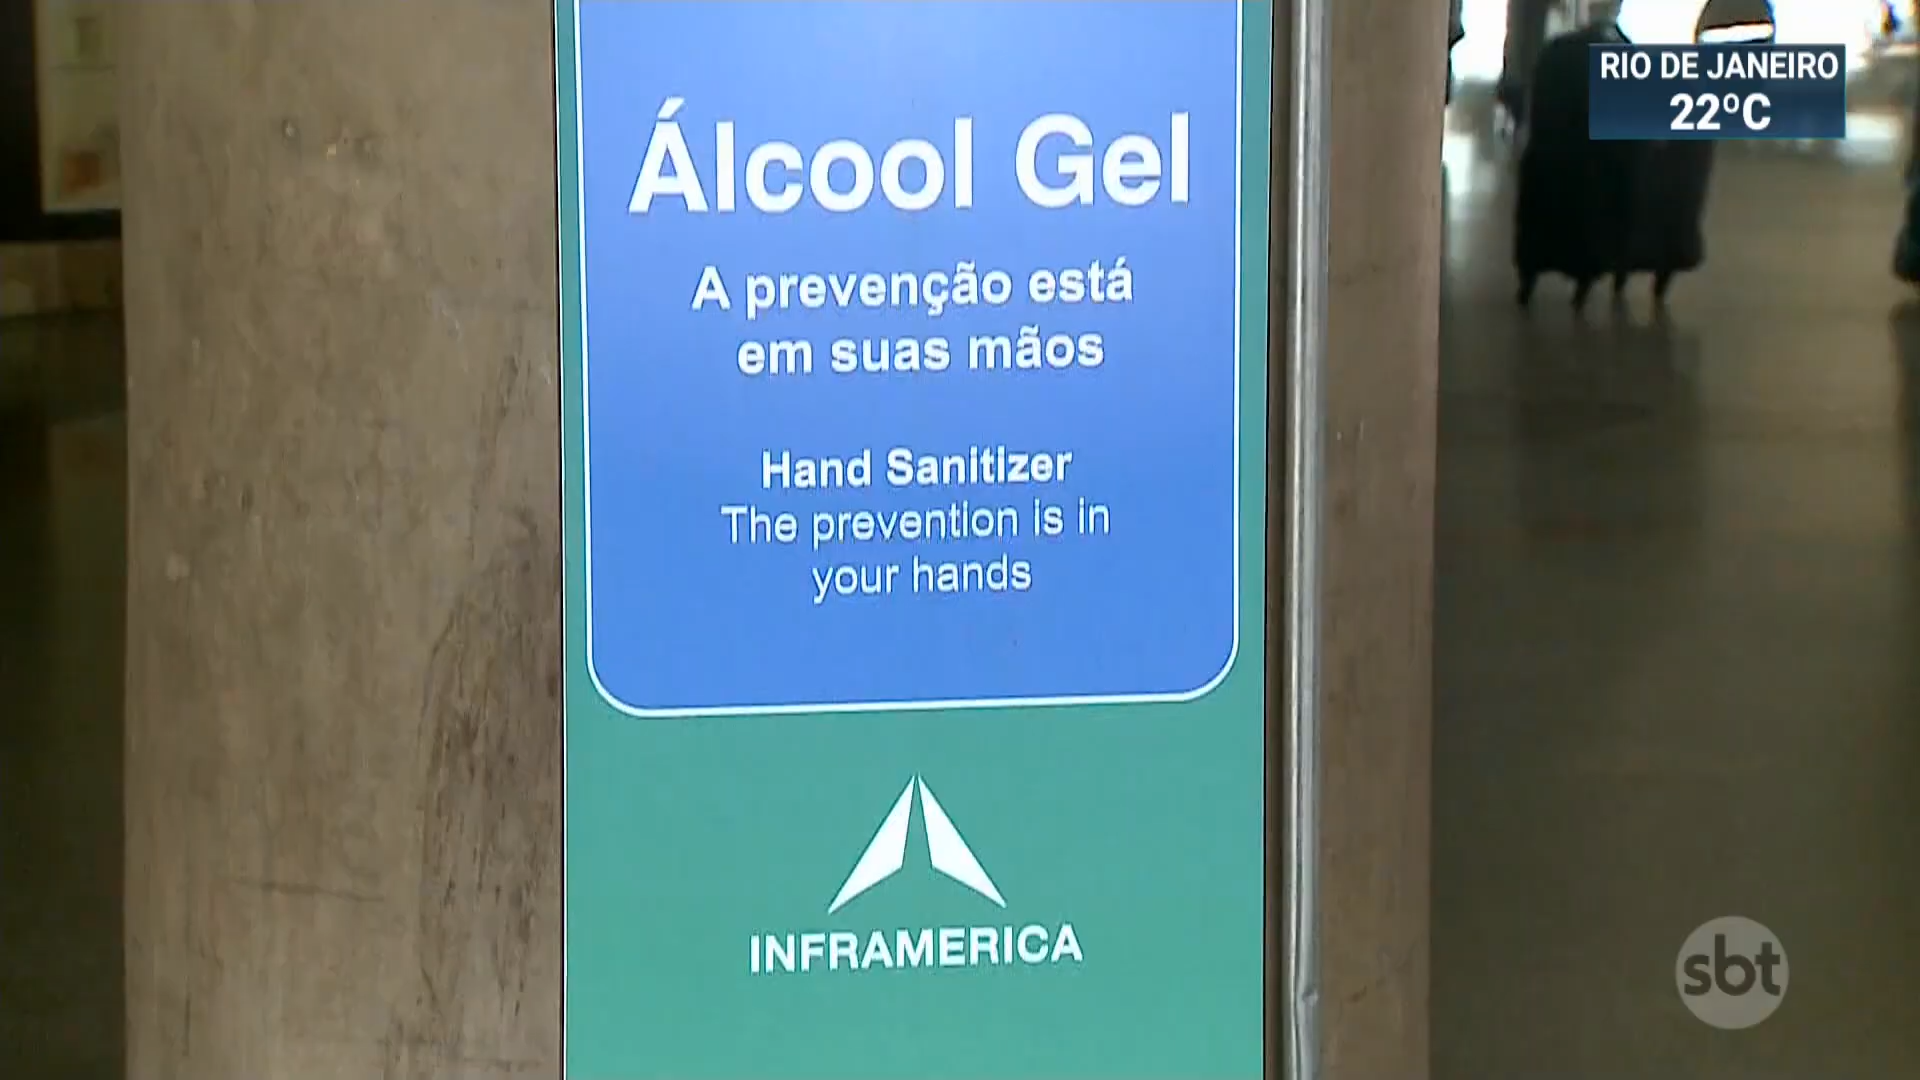 RIO DE JANEIRO
22ºC
Álcool Gel
A prevenção está
em suas mãos
Hand Sanitizer
The prevention is in
your hands
INFRAMERICA
sbt